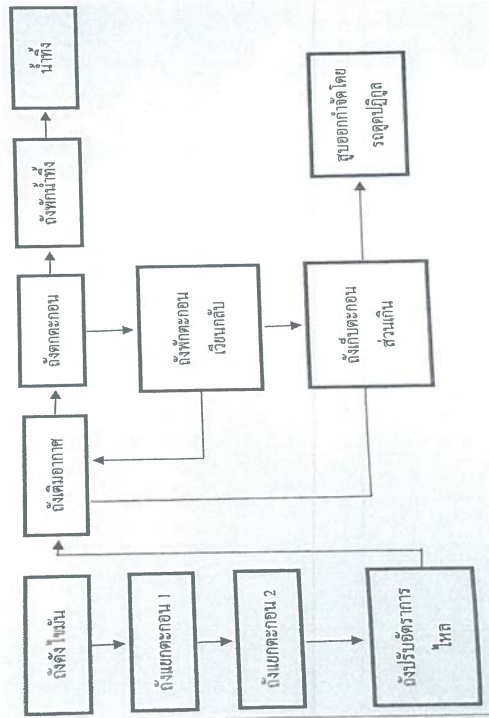 ถังดักไขมัน
ถังแยกตะกอน 1
ถังแยกตะกอน 2
ถังปรับอัตราการ
ไหล
ถังเติมอากาศ
ถังตกตะกอน
ถังพักน้ำทิ้ง
น้ำทิ้ง
ถังพักตะกอน
เวียนกลับ
ถังเก็บตะกอน
ส่วนเกิน
สูบออกกำจัดโดย
รถดูดปฏิกูล